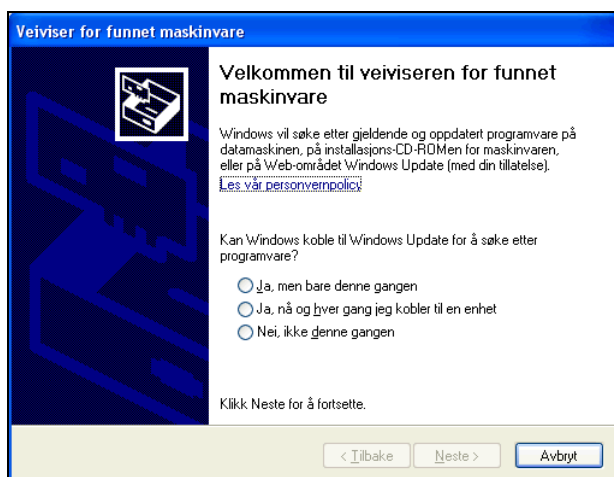 Veiviser for funnet maskinvare
Velkommen til veiviseren for funnet
maskinvare
Windows vil søke etter gjeldende og oppdatert programvare på
datamaskinen, på installasjons-CD-ROMen for maskinvaren,
eller på Web-området Windows Update (med din tillatelse).
Les vår personvernpolicy
Kan Windows koble til Windows Update for å søke etter
programvare?
Ja, men bare denne gangen
Ja, nå og hver gang jeg kobler til en enhet
Nei, ikke denne gangen
Klikk Neste for å fortsette.
< Tilbake
Neste >
Avbryt